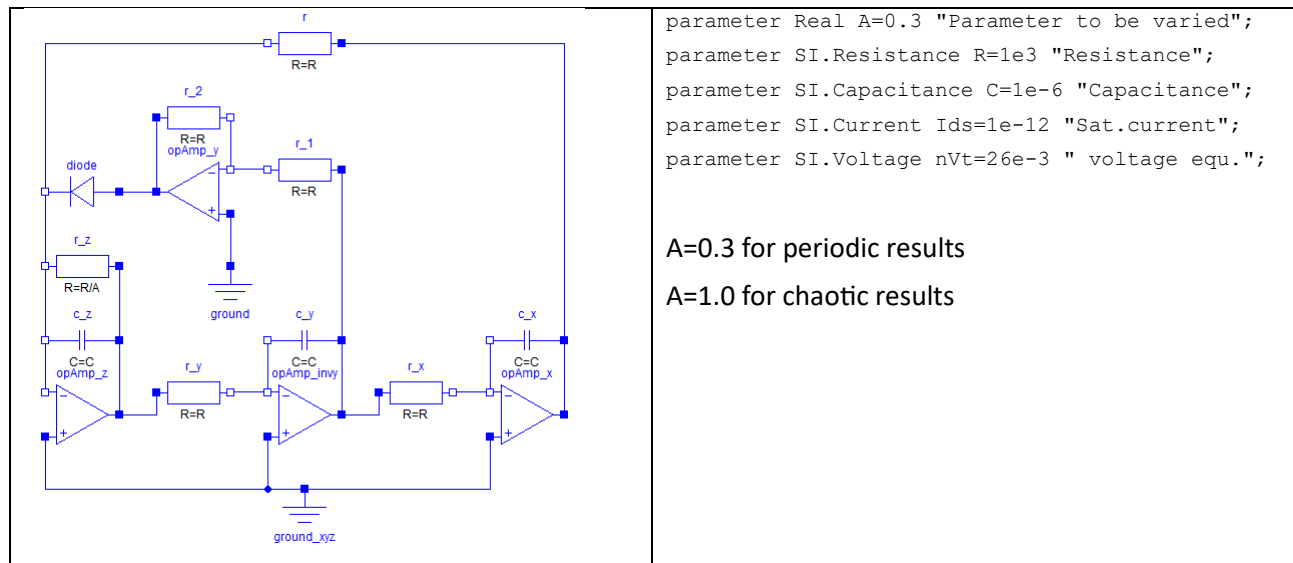 r
R=R
r_2
R=R
opAmp_y
r_1
R=R
diode
−
+
r_z
R=R/A
ground
c_z
C=C
opAmp_z
c_y
C=C
opAmp_invy
c_x
C=C
opAmp_x
r_y
R=R
r_x
R=R
−
+
−
+
−
+
ground_xyz
parameter Real A=0.3 "Parameter to be varied";
parameter SI.Resistance R=1e3 "Resistance";
parameter SI.Capacitance C=1e-6 "Capacitance";
parameter SI.Current Ids=1e-12 "Sat.current";
parameter SI.Voltage nVt=26e-3 " voltage equ.";
A=0.3 for periodic results
A=1.0 for chaotic results